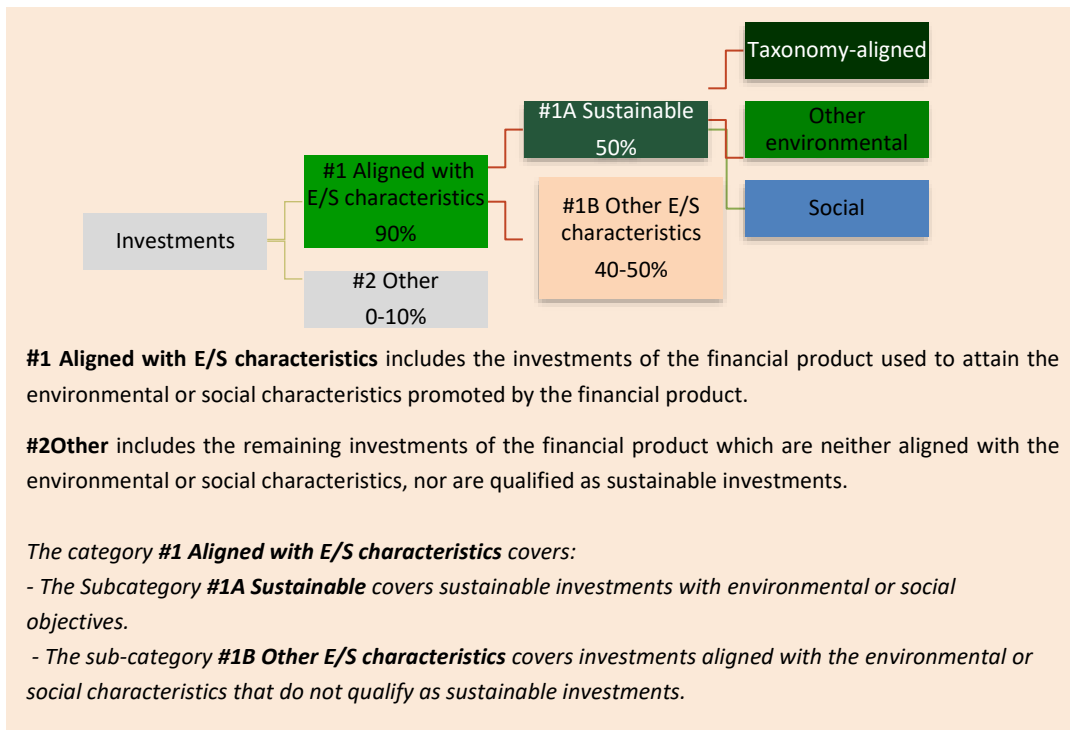 Taxonomy-aligned
#1A Sustainable
50%
Other
environmental
#1 Aligned with
E/S characteristics
90%
#1B Other E/S
characteristics
40-50%
Social
Investments
#2 Other
0-10%
#1 Aligned with E/S characteristics includes the investments of the financial product used to attain the
environmental or social characteristics promoted by the financial product.
#2Other includes the remaining investments of the financial product which are neither aligned with the
environmental or social characteristics, nor are qualified as sustainable investments.
The category #1 Aligned with E/S characteristics covers:
- The Subcategory #1A Sustainable covers sustainable investments with environmental or social
objectives.
- The sub-category #1B Other E/S characteristics covers investments aligned with the environmental or
social characteristics that do not qualify as sustainable investments.